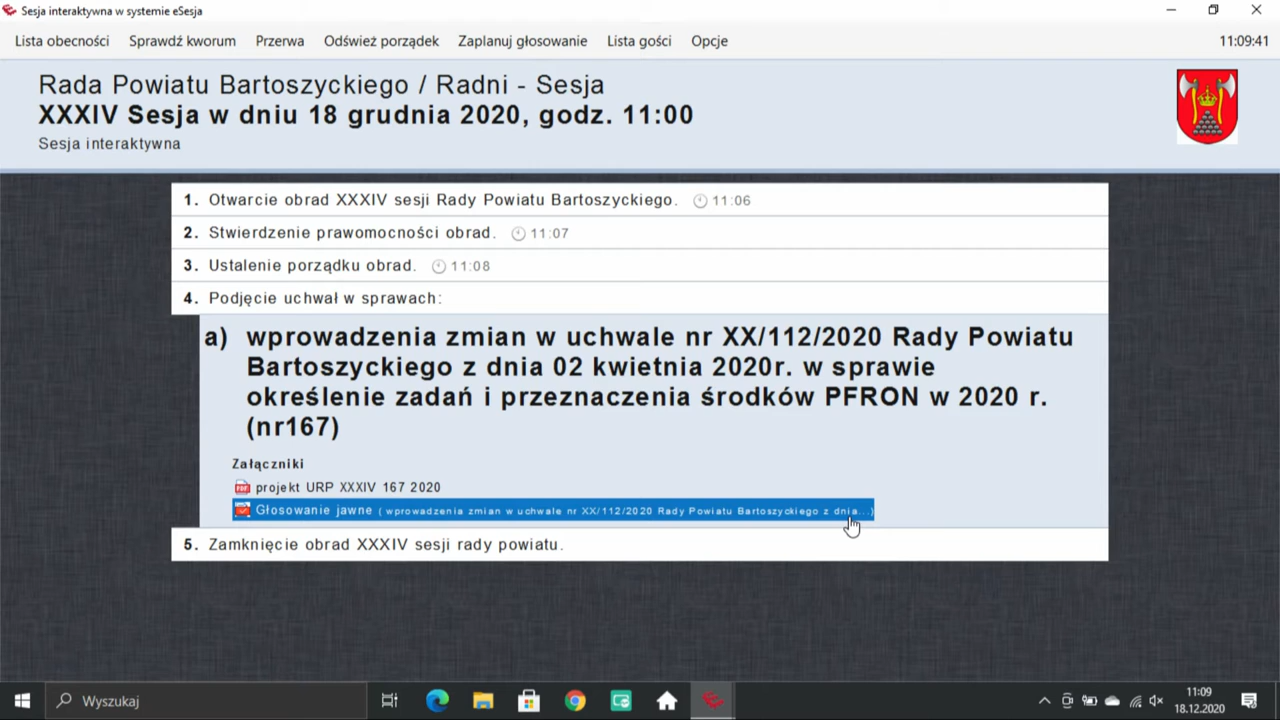 Sesja interaktywna w systemie eSesja
Lista obecności Sprawdź kworum Przerwa Odśwież porządek Zaplanuj głosowanie Lista gości Opcje 11:09:41
Rada Powiatu Bartoszyckiego / Radni - Sesja
XXXIV Sesja w dniu 18 grudnia 2020, godz. 11:00
Sesja interaktywna
1. Otwarcie obrad XXXIV sesji Rady Powiatu Bartoszyckiego. 11:06
2. Stwierdzenie prawomocności obrad. 11:07
3. Ustalenie porządku obrad. 11:08
4. Podjęcie uchwał w sprawach:
a) wprowadzenia zmian w uchwale nr XX/112/2020 Rady Powiatu
Bartoszyckiego z dnia 02 kwietnia 2020r. w sprawie
określenie zadań i przeznaczenia środków PFRON w 2020 r.
(nr167)
Załączniki
PDF projekt URP XXXIV 167 2020
Głosowanie jawne ( wprowadzenia zmian w uchwale nr XX/112/2020 Rady Powiatu Bartoszyckiego z dnia...)
5. Zamknięcie obrad XXXIV sesji rady powiatu.
Wyszukaj 11:09
18.12.2020